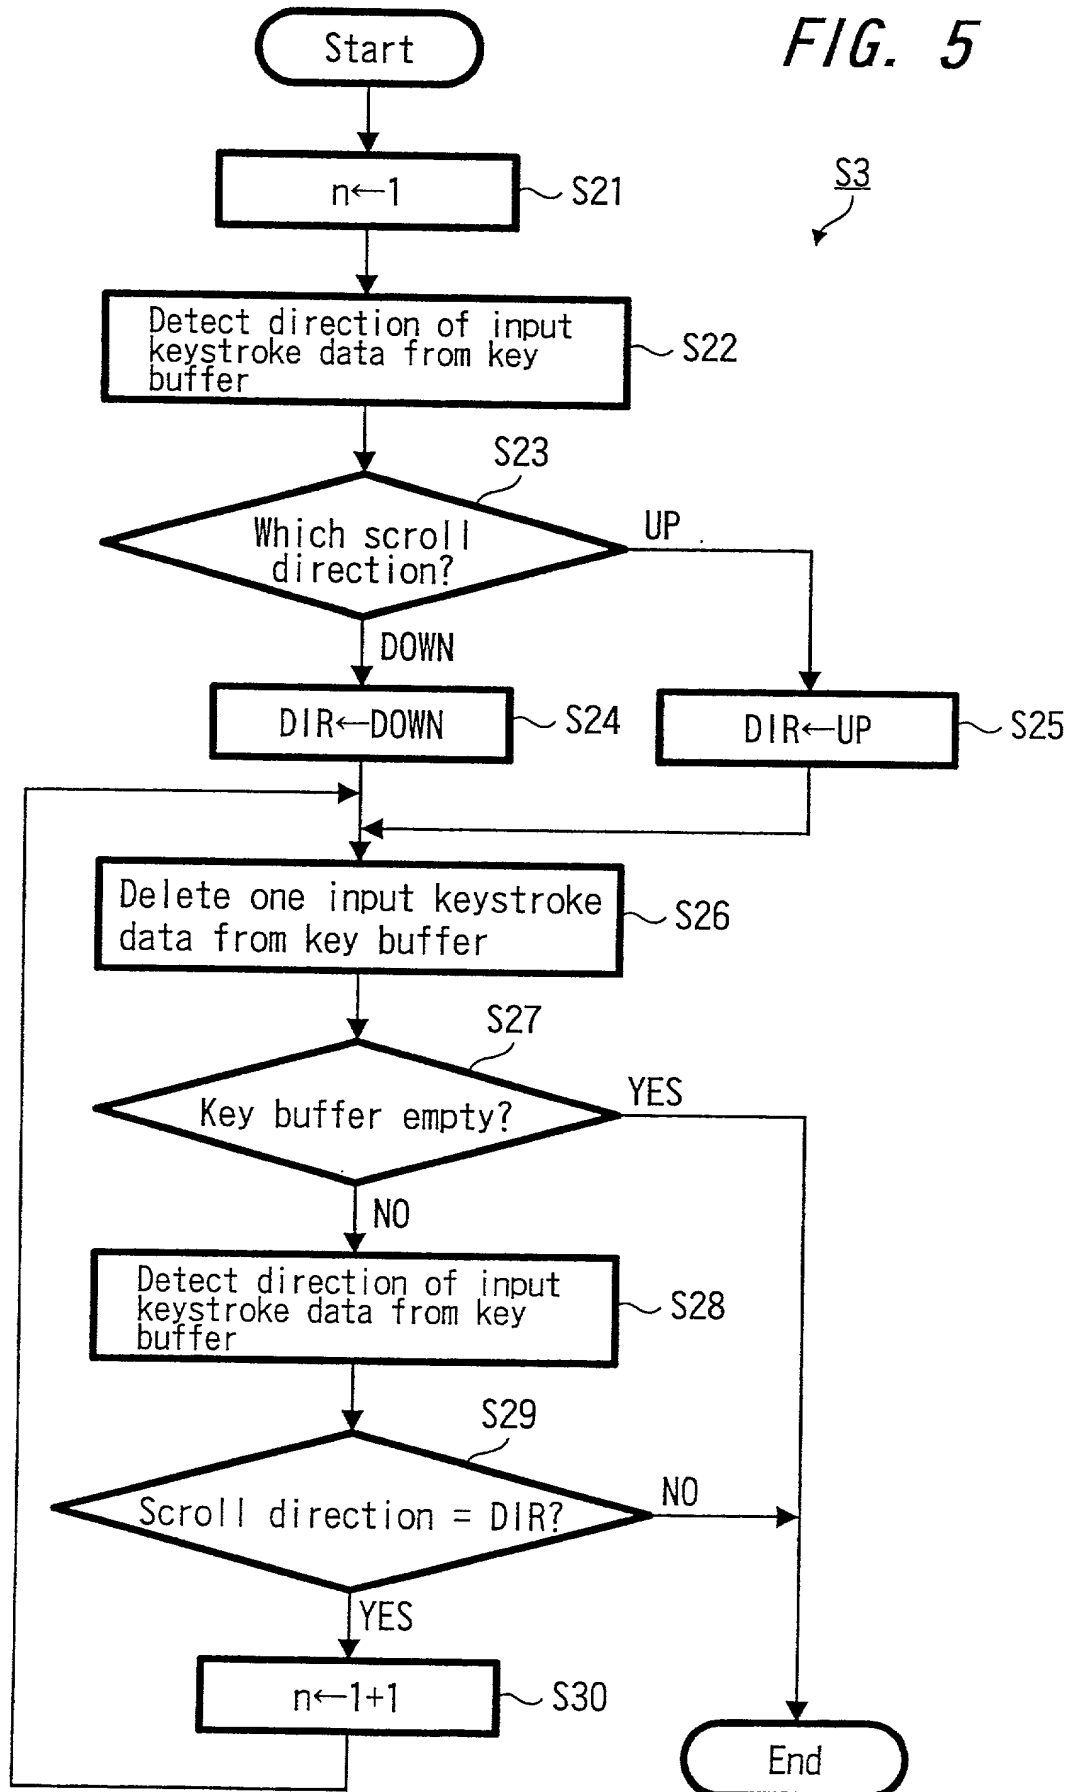 Start
FIG. 5
n←1
S21
S3
Detect direction of input
keystroke data from key
buffer
S22
S23
Which scroll
direction?
UP
DOWN
DIR←DOWN
S24
DIR←UP
S25
Delete one input keystroke
data from key buffer
S26
S27
Key buffer empty?
YES
NO
Detect direction of input
keystroke data from key
buffer
S28
S29
Scroll direction = DIR?
NO
YES
n←1+1
S30
End